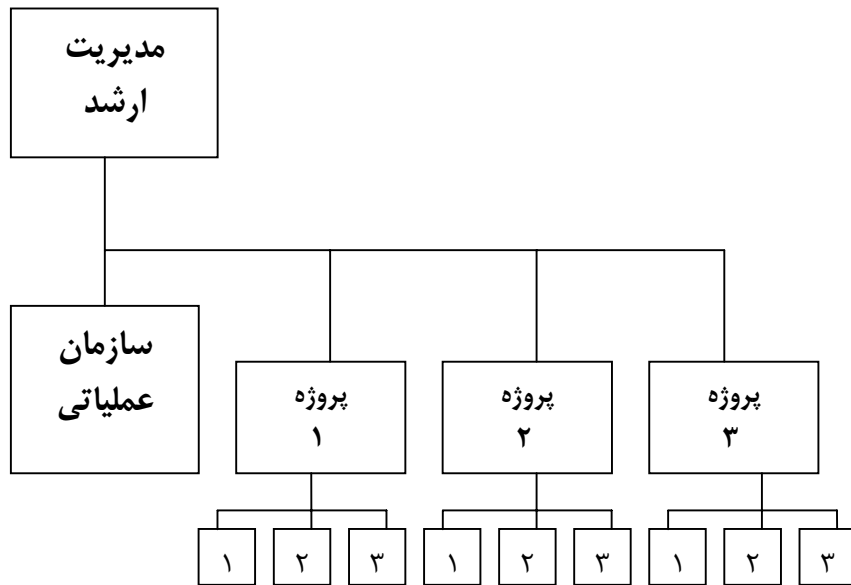 مدیریت
ارشد
سازمان
عملیاتی
پروژه
۱
پروژه
۲
پروژه
۳
۱
۲
۳
۱
۲
۳
۱
۲
۳